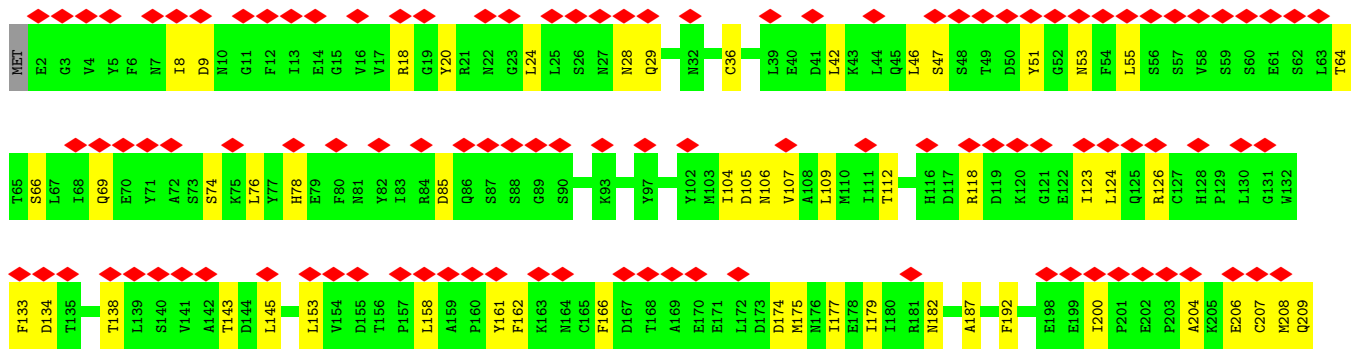 MET E2 G3 V4 Y5 F6 N7 I8 D9 N10 G11 F12 I13 E14 G15 V16 V17 R18 G19 Y20 R21 N22 G23 L24 L25 S26 N27 N28 Q29 N32 C36 L39 E40 D41 L42 K43 L44 Q45 L46 S47 S48 T49 D50 Y51 G52 N53 F54 L55 S56 S57 V58 S59 S60 E61 S62 L63 T64
T65 S66 L67 I68 Q69 E70 Y71 A72 S73 S74 K75 L76 Y77 H78 E79 F80 N81 Y82 I83 R84 D85 Q86 S87 S88 G89 S90 K93 Y97 Y102 M103 I104 D105 N106 V107 A108 L109 M110 I111 T112 H116 D117 R118 D119 K120 G121 E122 I123 L124 Q125 R126 C127 H128 P129 L130 G131 W132
F133 D134 T135 T138 L139 S140 V141 A142 T143 D144 L145 L153 V154 D155 T156 P157 L158 A159 P160 Y161 F162 K163 N164 C165 F166 D167 T168 A169 E170 E171 L172 D173 D174 M175 N176 I177 E178 I179 I180 R181 N182 A187 F192 E198 E199 I200 P201 E202 P203 A204 K205 E206 C207 M208 Q209